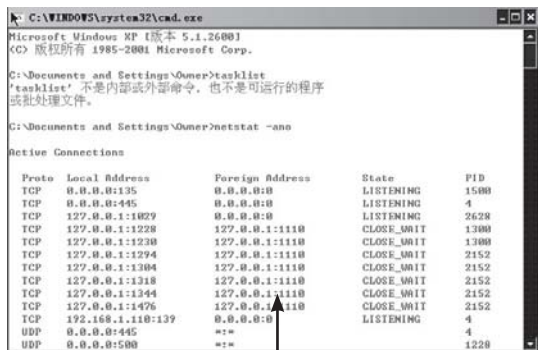 C:\WINDOWS\system32\cmd.exe
Microsoft Windows XP [版本 5.1.2600]
(C) 版权所有 1985-2001 Microsoft Corp.
C:\Documents and Settings\Owner>tasklist
'tasklist' 不是内部或外部命令，也不是可运行的程序
或批处理文件。
C:\Documents and Settings\Owner>netstat -ano
Active Connections
Proto Local Address Foreign Address State PID
TCP 0.0.0.0:135 0.0.0.0:0 LISTENING 1580
TCP 0.0.0.0:445 0.0.0.0:0 LISTENING 4
TCP 127.0.0.1:1029 0.0.0.0:0 LISTENING 2628
TCP 127.0.0.1:1228 127.0.0.1:1110 CLOSE_WAIT 1300
TCP 127.0.0.1:1230 127.0.0.1:1110 CLOSE_WAIT 1300
TCP 127.0.0.1:1294 127.0.0.1:1110 CLOSE_WAIT 2152
TCP 127.0.0.1:1304 127.0.0.1:1110 CLOSE_WAIT 2152
TCP 127.0.0.1:1318 127.0.0.1:1110 CLOSE_WAIT 2152
TCP 127.0.0.1:1344 127.0.0.1:1110 CLOSE_WAIT 2152
TCP 127.0.0.1:1476 127.0.0.1:1110 CLOSE_WAIT 2152
TCP 192.168.1.110:139 0.0.0.0:0 LISTENING 4
UDP 0.0.0.0:445 *:* 4
UDP 0.0.0.0:500 *:* 1228